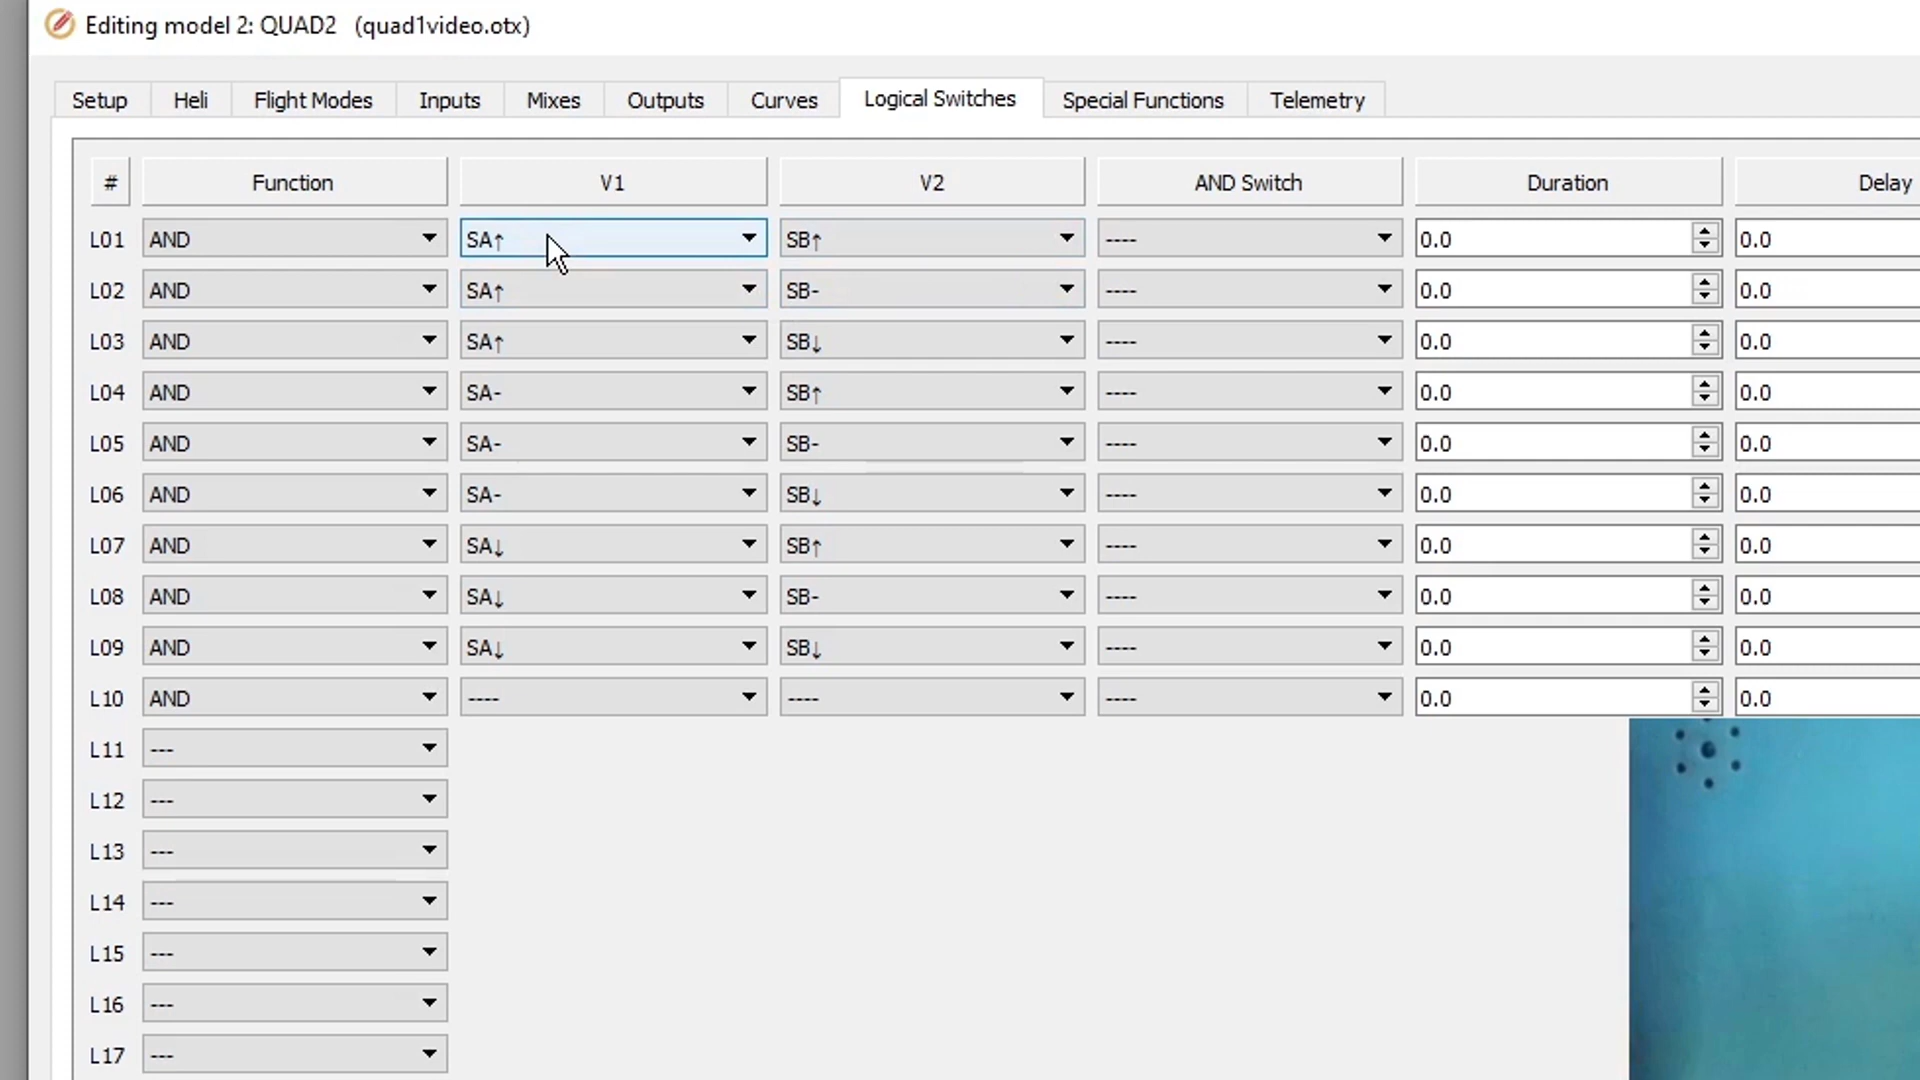 Editing model 2: QUAD2 (quad1video.otx)
Setup Heli Flight Modes Inputs Mixes Outputs Curves Logical Switches Special Functions Telemetry
# Function V1 V2 AND Switch Duration Delay
L01 AND SA↑ SB↑ ---- 0.0 0.0
L02 AND SA↑ SB- ---- 0.0 0.0
L03 AND SA↑ SB↓ ---- 0.0 0.0
L04 AND SA- SB↑ ---- 0.0 0.0
L05 AND SA- SB- ---- 0.0 0.0
L06 AND SA- SB↓ ---- 0.0 0.0
L07 AND SA↓ SB↑ ---- 0.0 0.0
L08 AND SA↓ SB- ---- 0.0 0.0
L09 AND SA↓ SB↓ ---- 0.0 0.0
L10 AND ---- ---- ---- 0.0 0.0
L11 ---
L12 ---
L13 ---
L14 ---
L15 ---
L16 ---
L17 ---